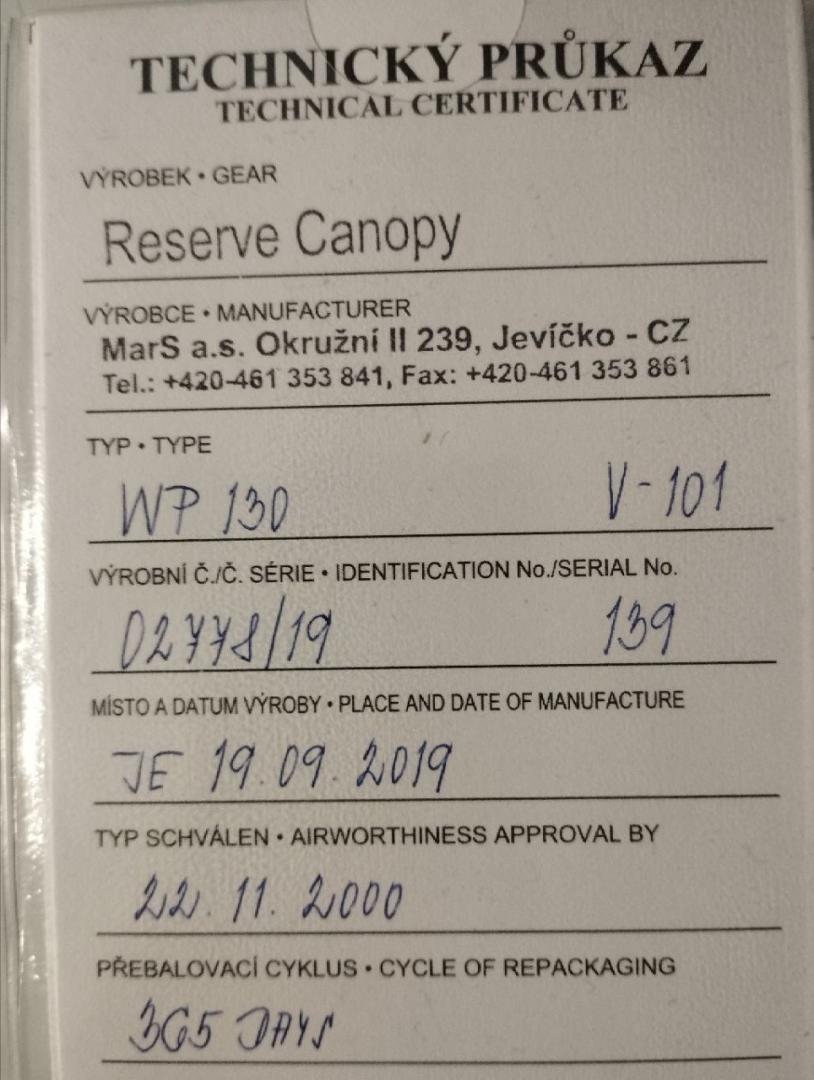 TECHNICKÝ PRŮKAZ
TECHNICAL CERTIFICATE
VÝROBEK • GEAR
Reserve Canopy
VÝROBCE • MANUFACTURER
MarS a.s. Okružní II 239, Jevíčko - CZ
Tel.: +420-461 353 841, Fax: +420-461 353 861
TYP • TYPE
WP 130 V-101
VÝROBNÍ Č./Č. SÉRIE • IDENTIFICATION No./SERIAL No.
02778/19 139
MÍSTO A DATUM VÝROBY • PLACE AND DATE OF MANUFACTURE
JE 19.09.2019
TYP SCHVÁLEN • AIRWORTHINESS APPROVAL BY
22.11.2000
PŘEBALOVACÍ CYKLUS • CYCLE OF REPACKAGING
365 DAYS